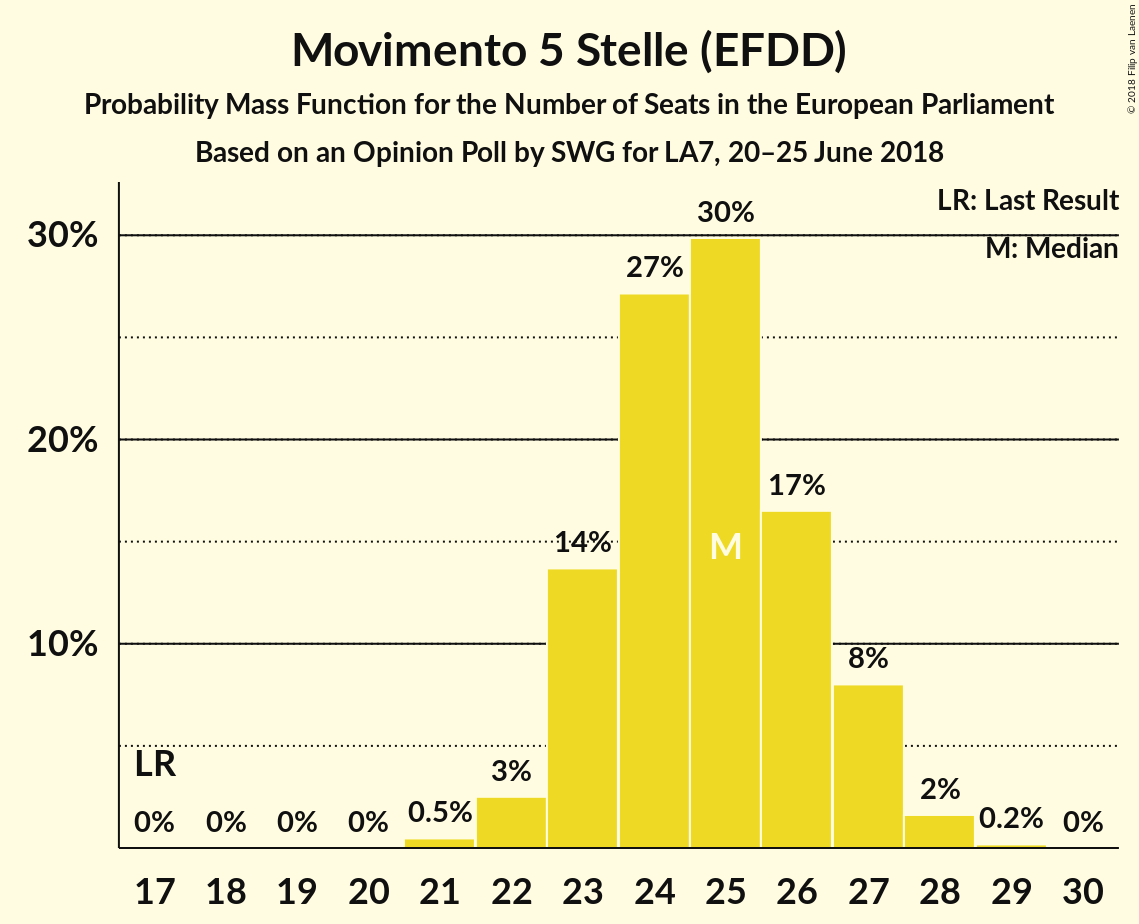 Movimento 5 Stelle (EFDD)
Probability Mass Function for the Number of Seats in the European Parliament
Based on an Opinion Poll by SWG for LA7, 20–25 June 2018
© 2018 Filip van Laenen
LR: Last Result
M: Median
30%
20%
10%
LR
0%
0%
0%
0%
0.5%
3%
14%
27%
30%
M
17%
8%
2%
0.2%
0%
17 18 19 20 21 22 23 24 25 26 27 28 29 30